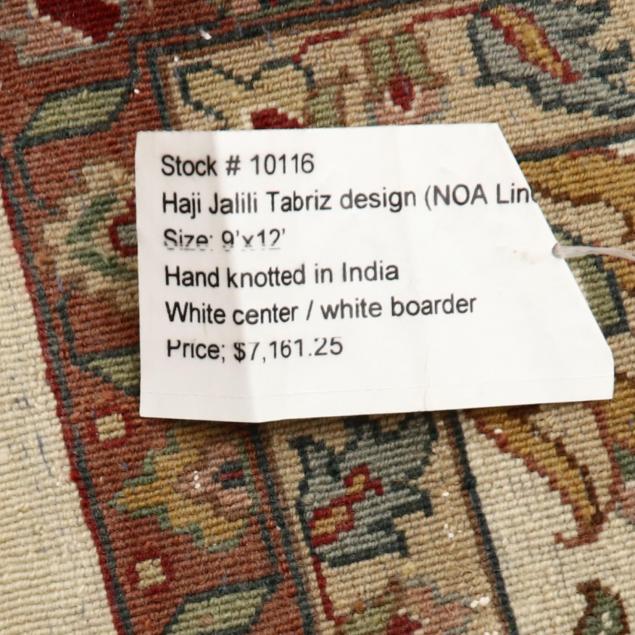 Stock # 10116
Haji Jalili Tabriz design (NOA Lin
Size: 9'x12'
Hand knotted in India
White center / white boarder
Price; $7,161.25